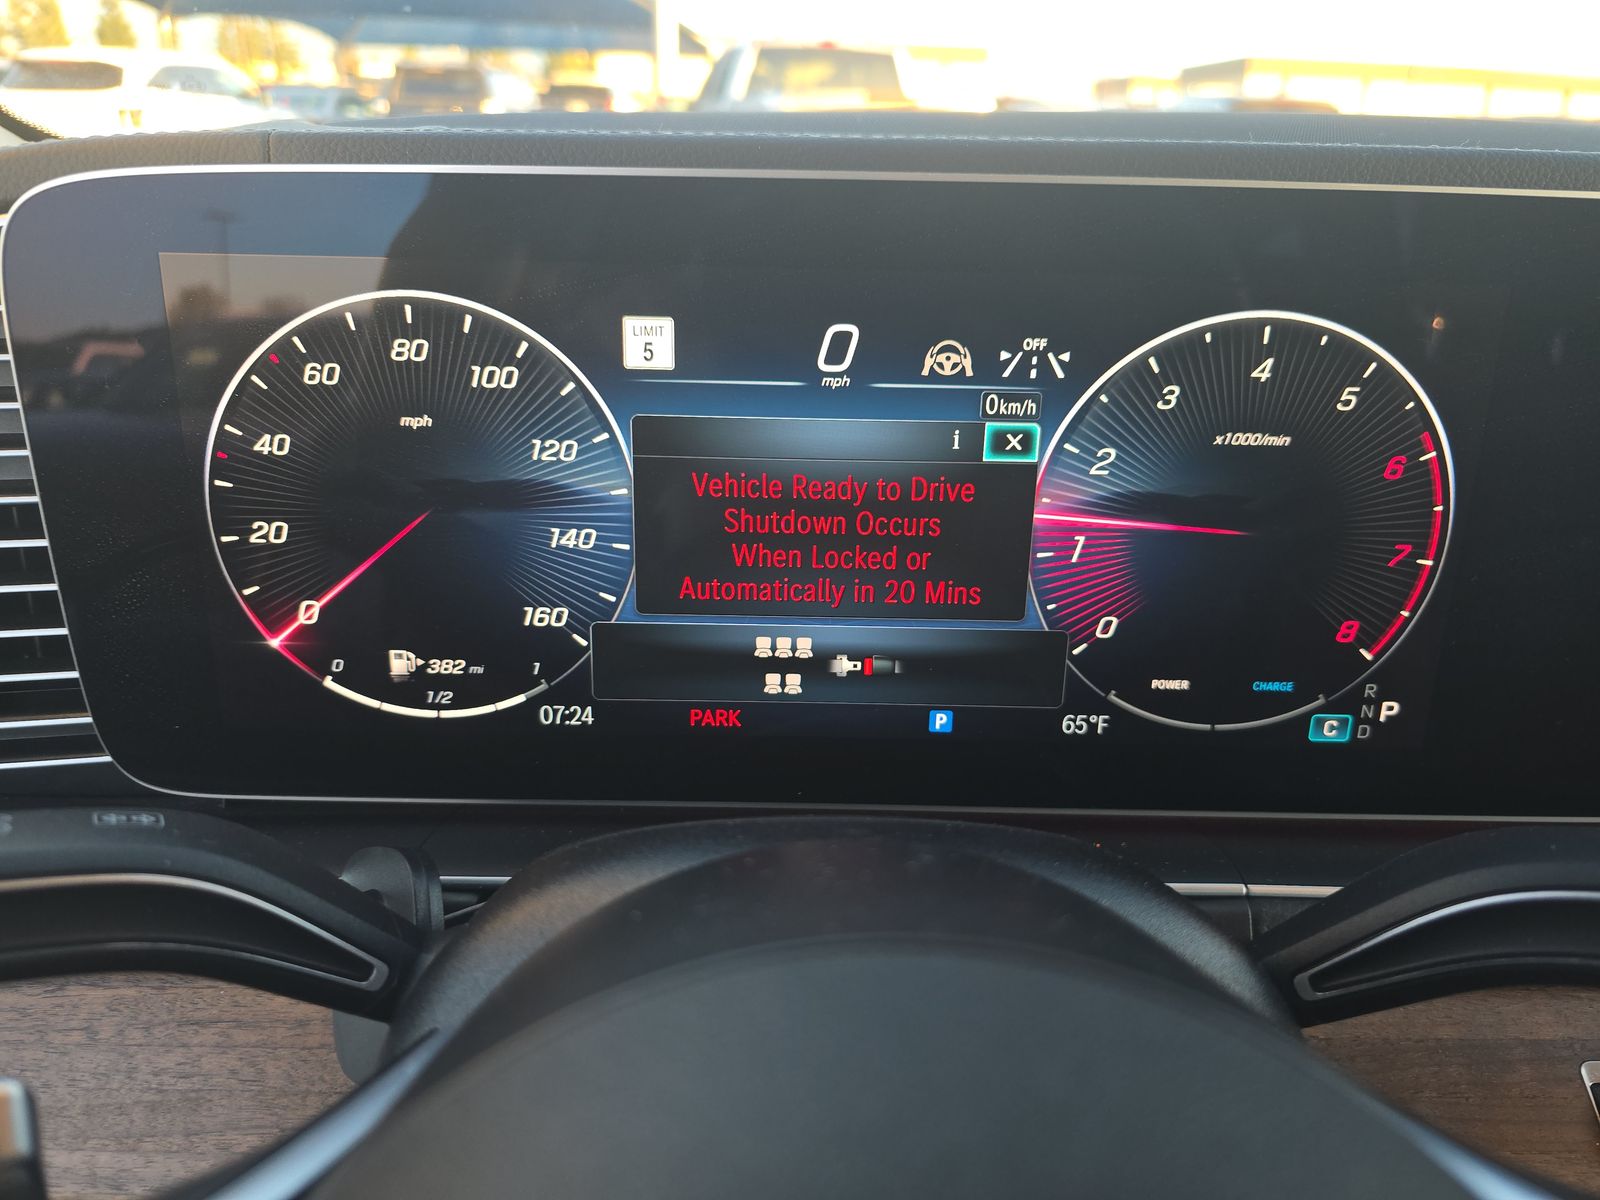 LIMIT
5
0
mph
OFF
0km/h
i X
Vehicle Ready to Drive
Shutdown Occurs
When Locked or
Automatically in 20 Mins
mph
0
20
40
60
80
100
120
140
160
382 mi
0 1/2 1
07:24
PARK
P
65°F
x1000/min
0
1
2
3
4
5
6
7
8
POWER CHARGE
R
N P
D
C